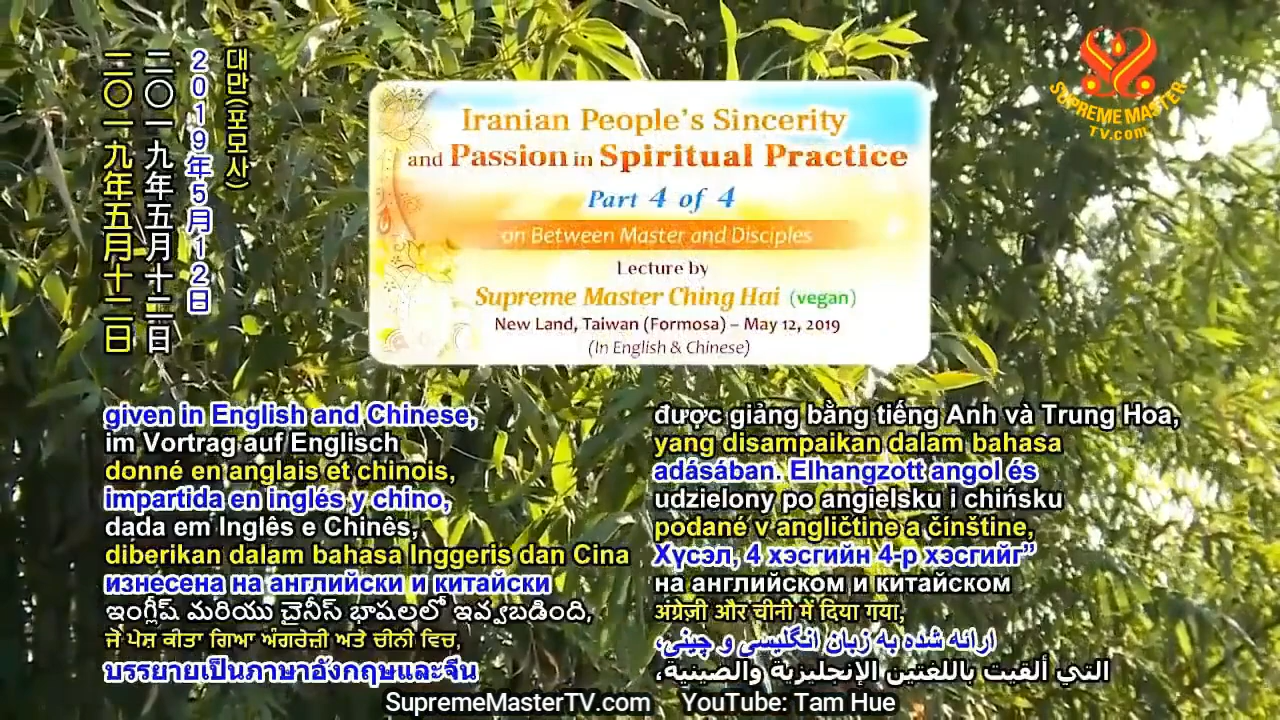 대만(포모사)
2019年5月12日
二〇一九年五月十二日
二〇一九年五月十二日
SUPREME MASTER
TV.com
Iranian People's Sincerity
and Passion in Spiritual Practice
Part 4 of 4
on Between Master and Disciples
Lecture by
Supreme Master Ching Hai (vegan)
New Land, Taiwan (Formosa) – May 12, 2019
(In English & Chinese)
given in English and Chinese,
im Vortrag auf Englisch
donné en anglais et chinois,
impartida en inglés y chino,
dada em Inglês e Chinês,
diberikan dalam bahasa Inggeris dan Cina
изнесена на английски и китайски
ఇంగ్లీష్ మరియు చైనీస్ భాషలలో ఇవ్వబడింది,
ਜੋ ਪੇਸ਼ ਕੀਤਾ ਗਿਆ ਅੰਗਰੇਜ਼ੀ ਅਤੇ ਚੀਨੀ ਵਿਚ,
บรรยายเป็นภาษาอังกฤษและจีน
được giảng bằng tiếng Anh và Trung Hoa,
yang disampaikan dalam bahasa
adásában. Elhangzott angol és
udzielony po angielsku i chińsku
podané v angličtine a čínštine,
Хүсэл, 4 хэсгийн 4-р хэсгийг”
на английском и китайском
अंग्रेज़ी और चीनी में दिया गया,
ارائه شده به زبان انگلیسی و چینی،
التي ألقيت باللغتين الإنجليزية والصينية،
SupremeMasterTV.com YouTube: Tam Hue